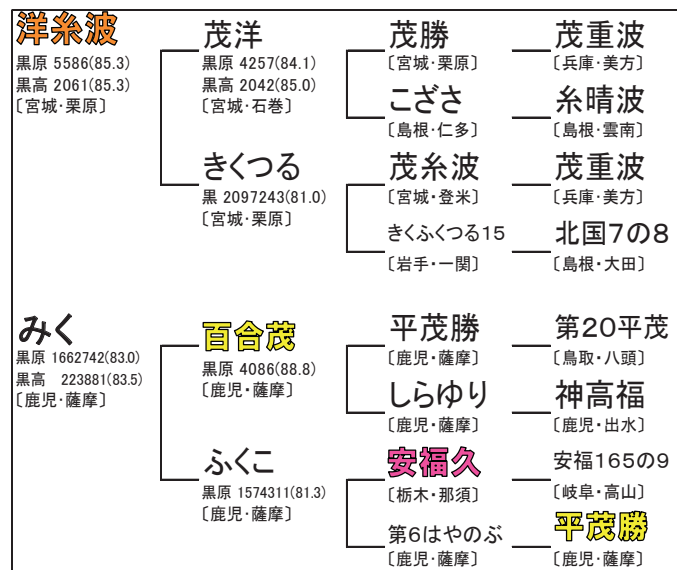 洋糸波
黒原 5586(85.3)
黒高 2061(85.3)
〔宮城・栗原〕
茂洋
黒原 4257(84.1)
黒高 2042(85.0)
〔宮城・石巻〕
茂勝
〔宮城・栗原〕
茂重波
〔兵庫・美方〕
こざさ
〔島根・仁多〕
糸晴波
〔島根・雲南〕
きくつる
黒 2097243(81.0)
〔宮城・栗原〕
茂糸波
〔宮城・登米〕
茂重波
〔兵庫・美方〕
きくふくつる15
〔岩手・一関〕
北国7の8
〔島根・大田〕
みく
黒原 1662742(83.0)
黒高 223881(83.5)
〔鹿児・薩摩〕
百合茂
黒原 4086(88.8)
〔鹿児・薩摩〕
平茂勝
〔鹿児・薩摩〕
第20平茂
〔鳥取・八頭〕
しらゆり
〔鹿児・薩摩〕
神高福
〔鹿児・出水〕
ふくこ
黒原 1574311(81.3)
〔鹿児・薩摩〕
安福久
〔栃木・那須〕
安福165の9
〔岐阜・高山〕
第6はやのぶ
〔鹿児・薩摩〕
平茂勝
〔鹿児・薩摩〕